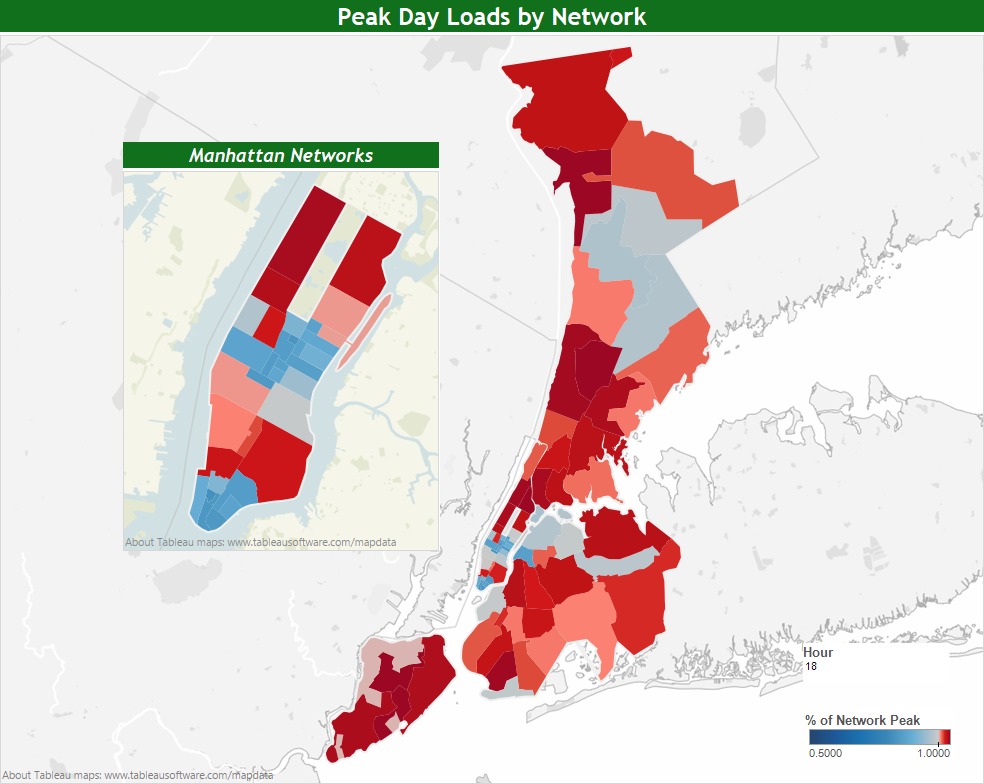 Peak Day Loads by Network
Manhattan Networks
About Tableau maps: www.tableausoftware.com/mapdata
Hour
18
% of Network Peak
0.5000 1.0000
About Tableau maps: www.tableausoftware.com/mapdata